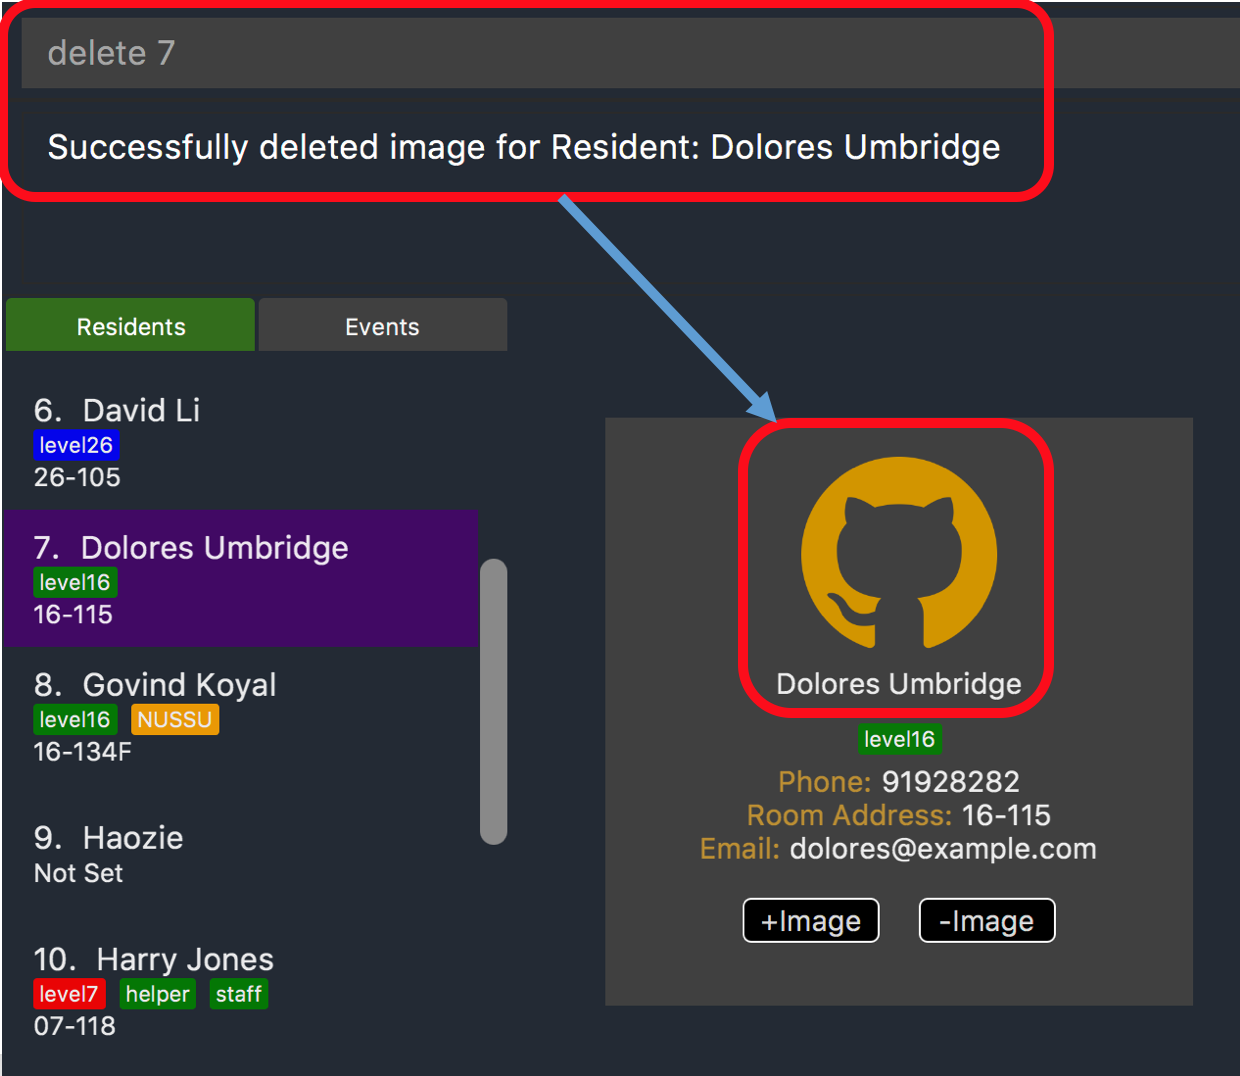 delete 7
Successfully deleted image for Resident: Dolores Umbridge
Residents
Events
6. David Li
level26
26-105
7. Dolores Umbridge
level16
16-115
8. Govind Koyal
level16 NUSSU
16-134F
9. Haozie
Not Set
10. Harry Jones
level7 helper staff
07-118
Dolores Umbridge
level16
Phone: 91928282
Room Address: 16-115
Email: dolores@example.com
+Image
-Image